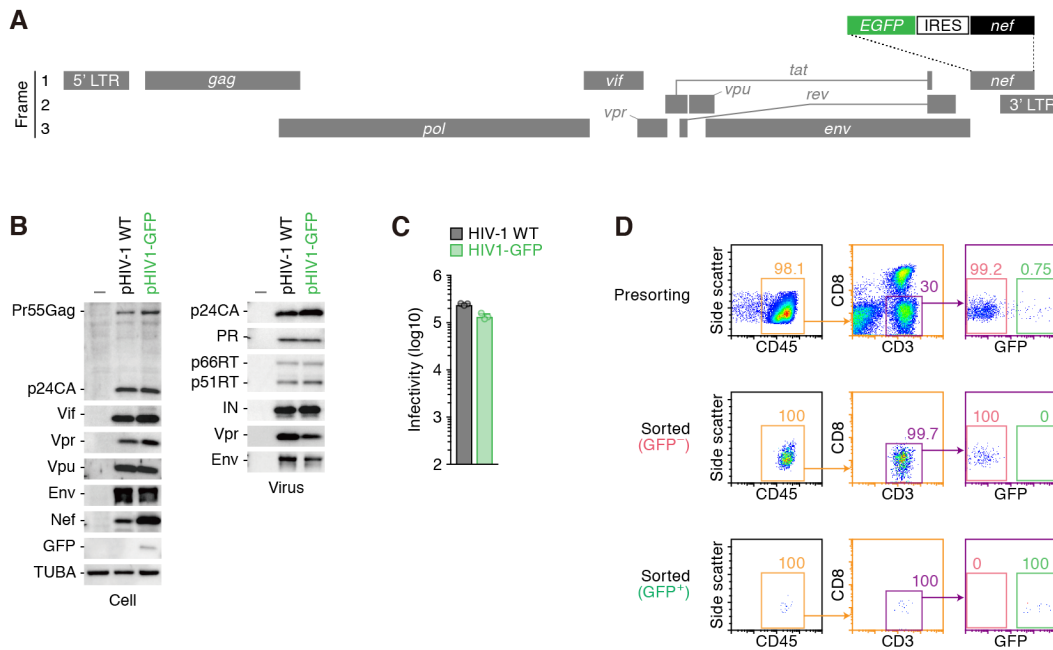 A
EGFP IRES nef
Frame
1
2
3
5' LTR
gag
vif
tat
nef
vpu
rev
3' LTR
vpr
pol
env
B
– pHIV-1 WT pHIV1-GFP
Pr55Gag
p24CA
Vif
Vpr
Vpu
Env
Nef
GFP
TUBA
Cell
– pHIV-1 WT pHIV1-GFP
p24CA
PR
p66RT
p51RT
IN
Vpr
Env
Virus
C
HIV-1 WT
HIV1-GFP
Infectivity (log10)
6
5
4
3
2
D
Presorting
Side scatter
98.1
CD45
CD8
30
CD3
99.2 0.75
GFP
Sorted
(GFP⁻)
Side scatter
100
CD45
CD8
99.7
CD3
100 0
GFP
Sorted
(GFP⁺)
Side scatter
100
CD45
CD8
100
CD3
0 100
GFP